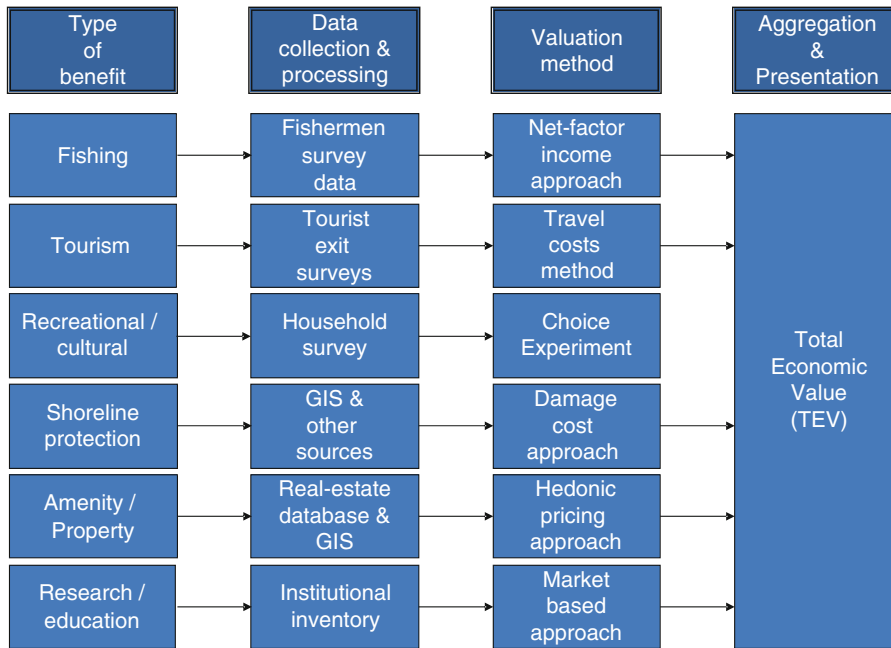 Type
of
benefit
Data
collection &
processing
Valuation
method
Aggregation
&
Presentation
Fishing
Fishermen
survey
data
Net-factor
income
approach
Tourism
Tourist
exit
surveys
Travel
costs
method
Recreational /
cultural
Household
survey
Choice
Experiment
Shoreline
protection
GIS &
other
sources
Damage
cost
approach
Amenity /
Property
Real-estate
database &
GIS
Hedonic
pricing
approach
Research /
education
Institutional
inventory
Market
based
approach
Total
Economic
Value
(TEV)